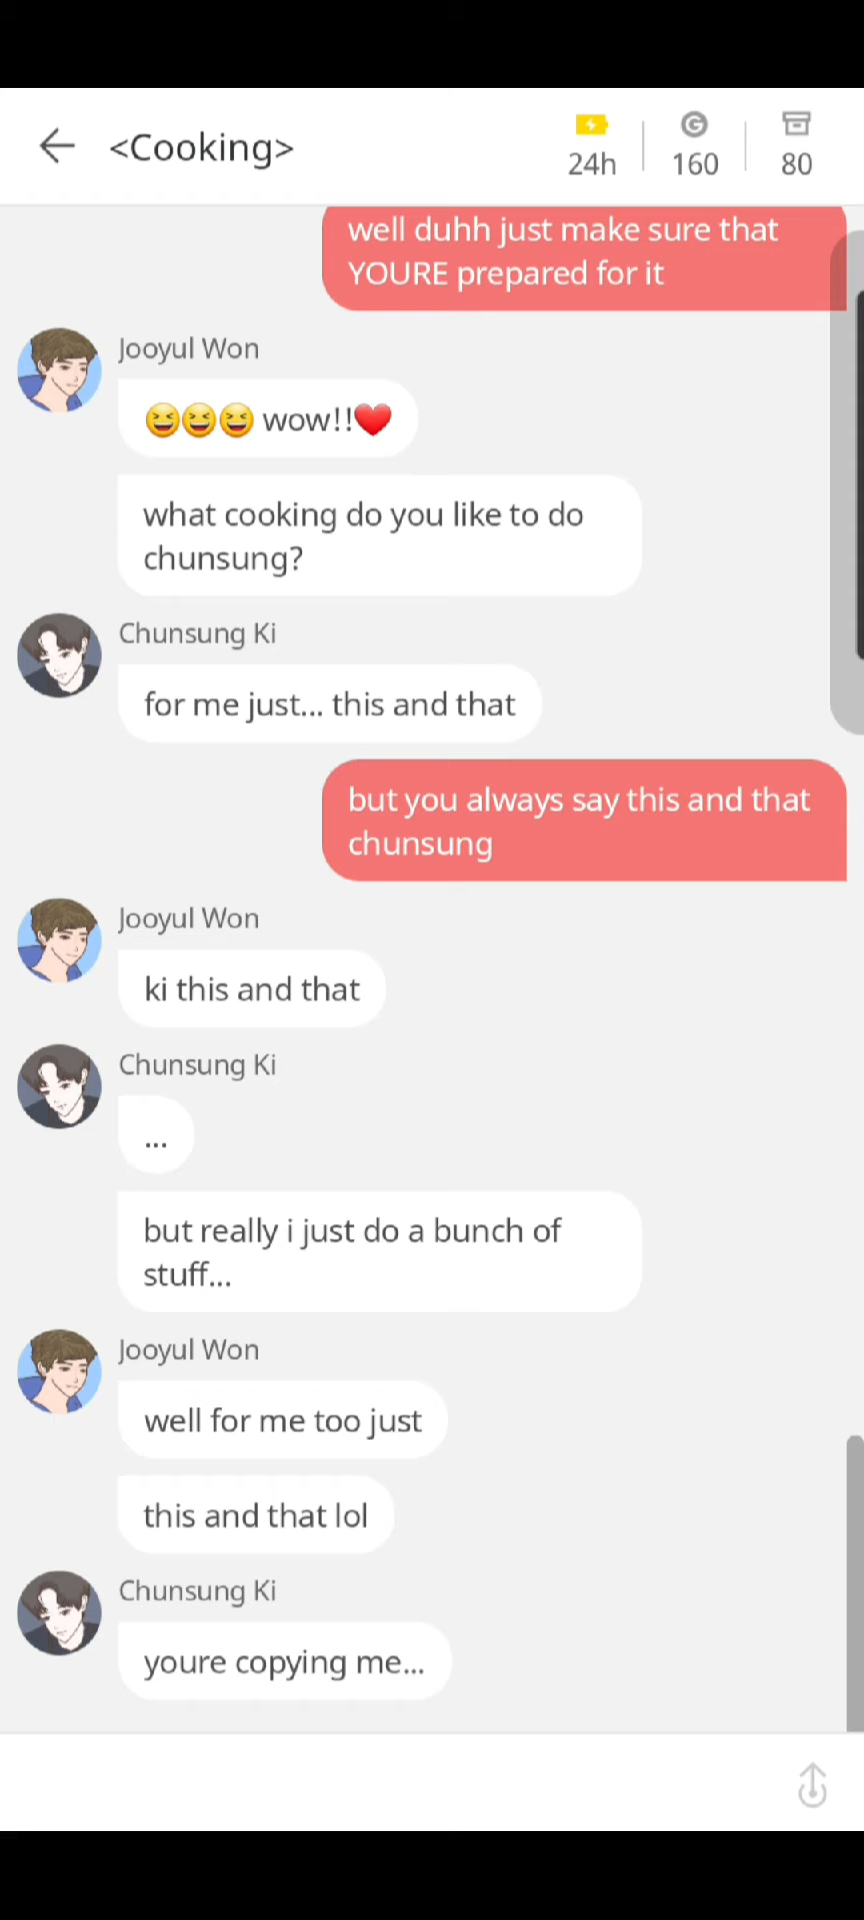 <Cooking>
24h
160
80
well duhh just make sure that
YOURE prepared for it
Jooyul Won
😆😆😆 wow!!❤️
what cooking do you like to do
chunsung?
Chunsung Ki
for me just... this and that
but you always say this and that
chunsung
Jooyul Won
ki this and that
Chunsung Ki
...
but really i just do a bunch of
stuff...
Jooyul Won
well for me too just
this and that lol
Chunsung Ki
youre copying me...